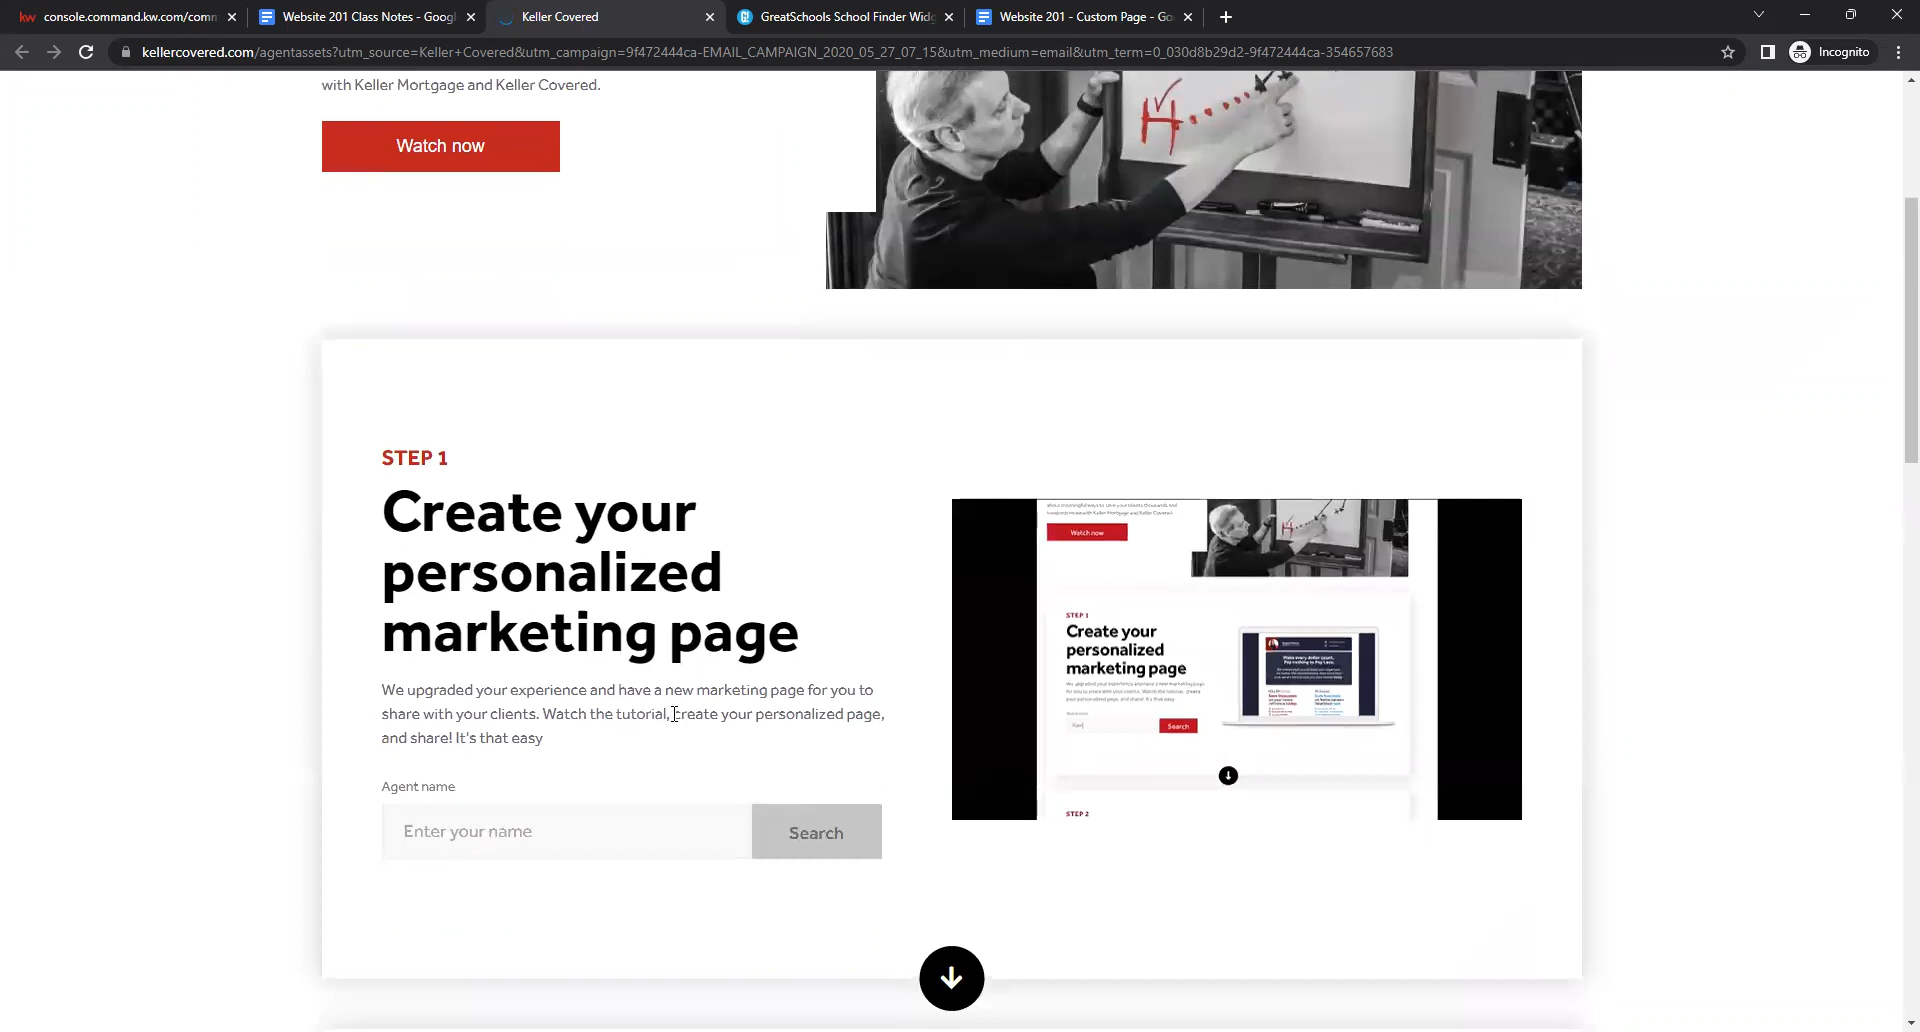 kw console.command.kw.com/comm
Website 201 Class Notes - Googl
Keller Covered
GreatSchools School Finder Widg
Website 201 - Custom Page - Go
kellercovered.com/agentassets?utm_source=Keller+Covered&utm_campaign=9f472444ca-EMAIL_CAMPAIGN_2020_05_27_07_15&utm_medium=email&utm_term=0_030d8b29d2-9f472444ca-354657683
Incognito
with Keller Mortgage and Keller Covered.
Watch now
H
STEP 1
Create your
personalized
marketing page
We upgraded your experience and have a new marketing page for you to
share with your clients. Watch the tutorial, create your personalized page,
and share! It's that easy
Agent name
Enter your name
Search
Watch now
STEP 1
Create your
personalized
marketing page
Search
STEP 2